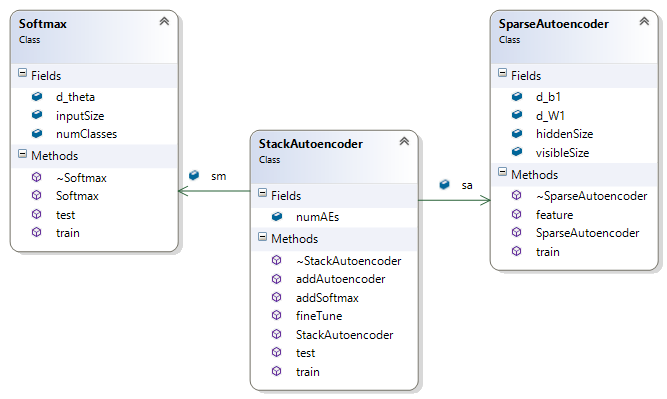 Softmax
Class
Fields
d_theta
inputSize
numClasses
Methods
~Softmax
Softmax
test
train
sm
StackAutoencoder
Class
Fields
numAEs
Methods
~StackAutoencoder
addAutoencoder
addSoftmax
fineTune
StackAutoencoder
test
train
sa
SparseAutoencoder
Class
Fields
d_b1
d_W1
hiddenSize
visibleSize
Methods
~SparseAutoencoder
feature
SparseAutoencoder
train